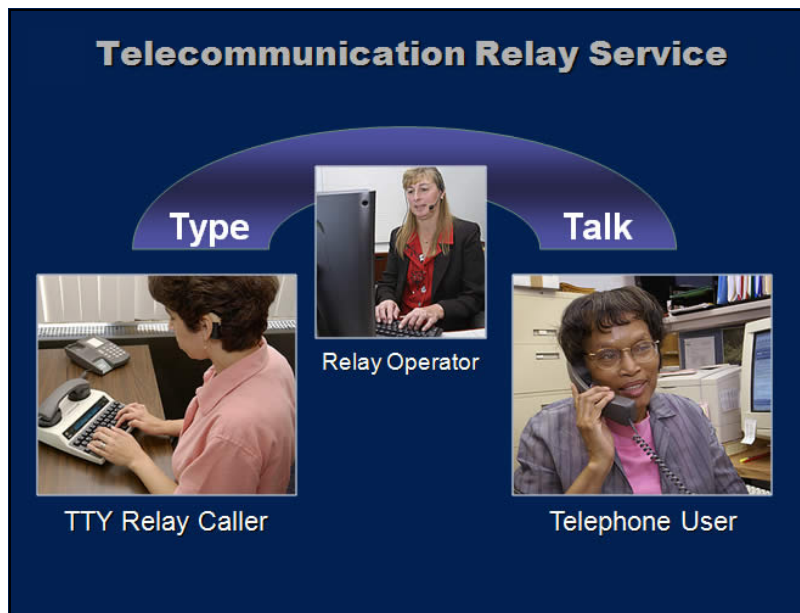 Telecommunication Relay Service
Type
Talk
Relay Operator
TTY Relay Caller
Telephone User